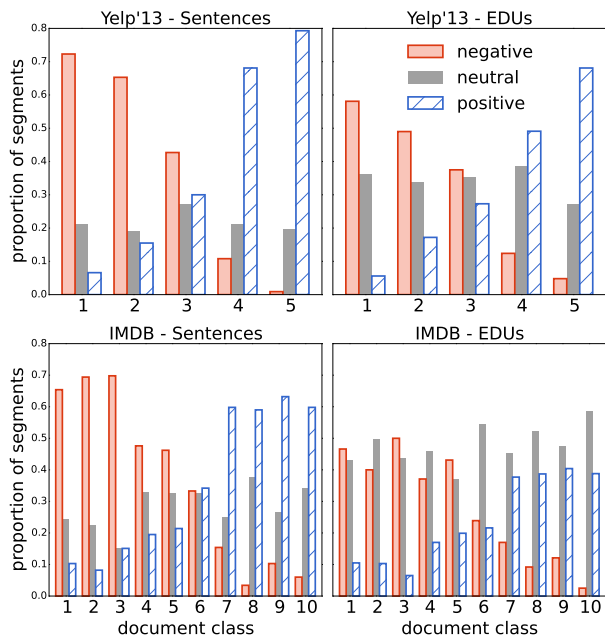 Yelp'13 - Sentences
Yelp'13 - EDUs
proportion of segments
0.8
0.7
0.6
0.5
0.4
0.3
0.2
0.1
0.0
negative
neutral
positive
1 2 3 4 5
1 2 3 4 5
IMDB - Sentences
IMDB - EDUs
proportion of segments
0.8
0.7
0.6
0.5
0.4
0.3
0.2
0.1
0.0
1 2 3 4 5 6 7 8 9 10
1 2 3 4 5 6 7 8 9 10
document class
document class